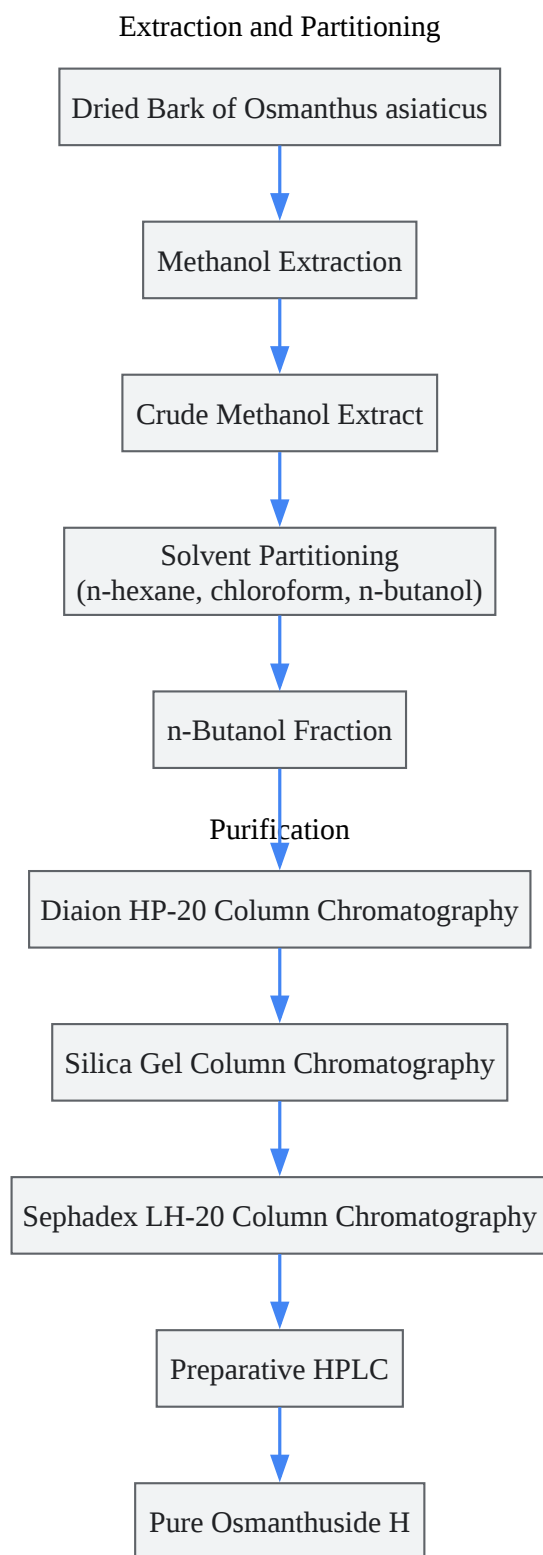 Extraction and Partitioning
Dried Bark of Osmanthus asiaticus
Methanol Extraction
Crude Methanol Extract
Solvent Partitioning
(n-hexane, chloroform, n-butanol)
n-Butanol Fraction
Purification
Diaion HP-20 Column Chromatography
Silica Gel Column Chromatography
Sephadex LH-20 Column Chromatography
Preparative HPLC
Pure Osmanthuside H